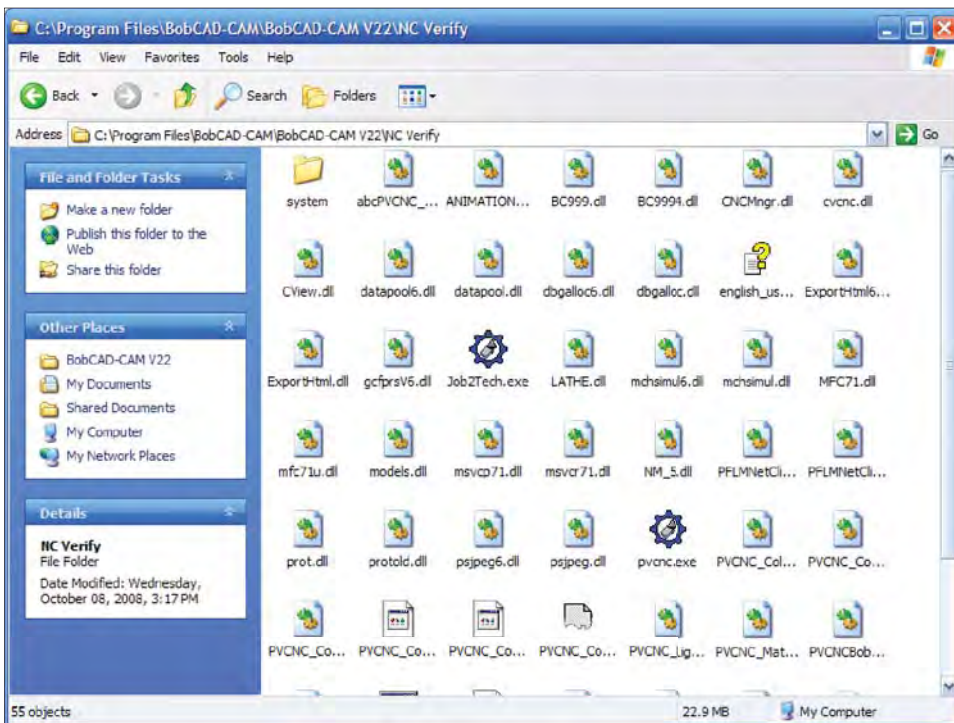 C:\Program Files\BobCAD-CAM\BobCAD-CAM V22\NC Verify
File Edit View Favorites Tools Help
Back Search Folders
Address C:\Program Files\BobCAD-CAM\BobCAD-CAM V22\NC Verify Go
File and Folder Tasks
Make a new folder
Publish this folder to the
Web
Share this folder
Other Places
BobCAD-CAM V22
My Documents
Shared Documents
My Computer
My Network Places
Details
NC Verify
File Folder
Date Modified: Wednesday,
October 08, 2008, 3:17 PM
system abcPVCNC_... ANIMATION... BC999.dll BC9994.dll CNCMngr.dll cvcnc.dll
CView.dll datapool6.dll datapool.dll dbgalloc6.dll dbgalloc.dll english_us... ExportHtml6...
ExportHtml.dll gcfprsV6.dll Job2Tech.exe LATHE.dll mchsimul6.dll mchsimul.dll MFC71.dll
mfc71u.dll models.dll msvcp71.dll msvcr71.dll NM_5.dll PFLMNetCli... PFLMNetCli...
prot.dll protold.dll psjpeg6.dll psjpeg.dll pvcnc.exe PVCNC_Col... PVCNC_Co...
PVCNC_Co... PVCNC_Co... PVCNC_Co... PVCNC_Co... PVCNC_Lig... PVCNC_Mat... PVCNCBob...
55 objects 22.9 MB My Computer